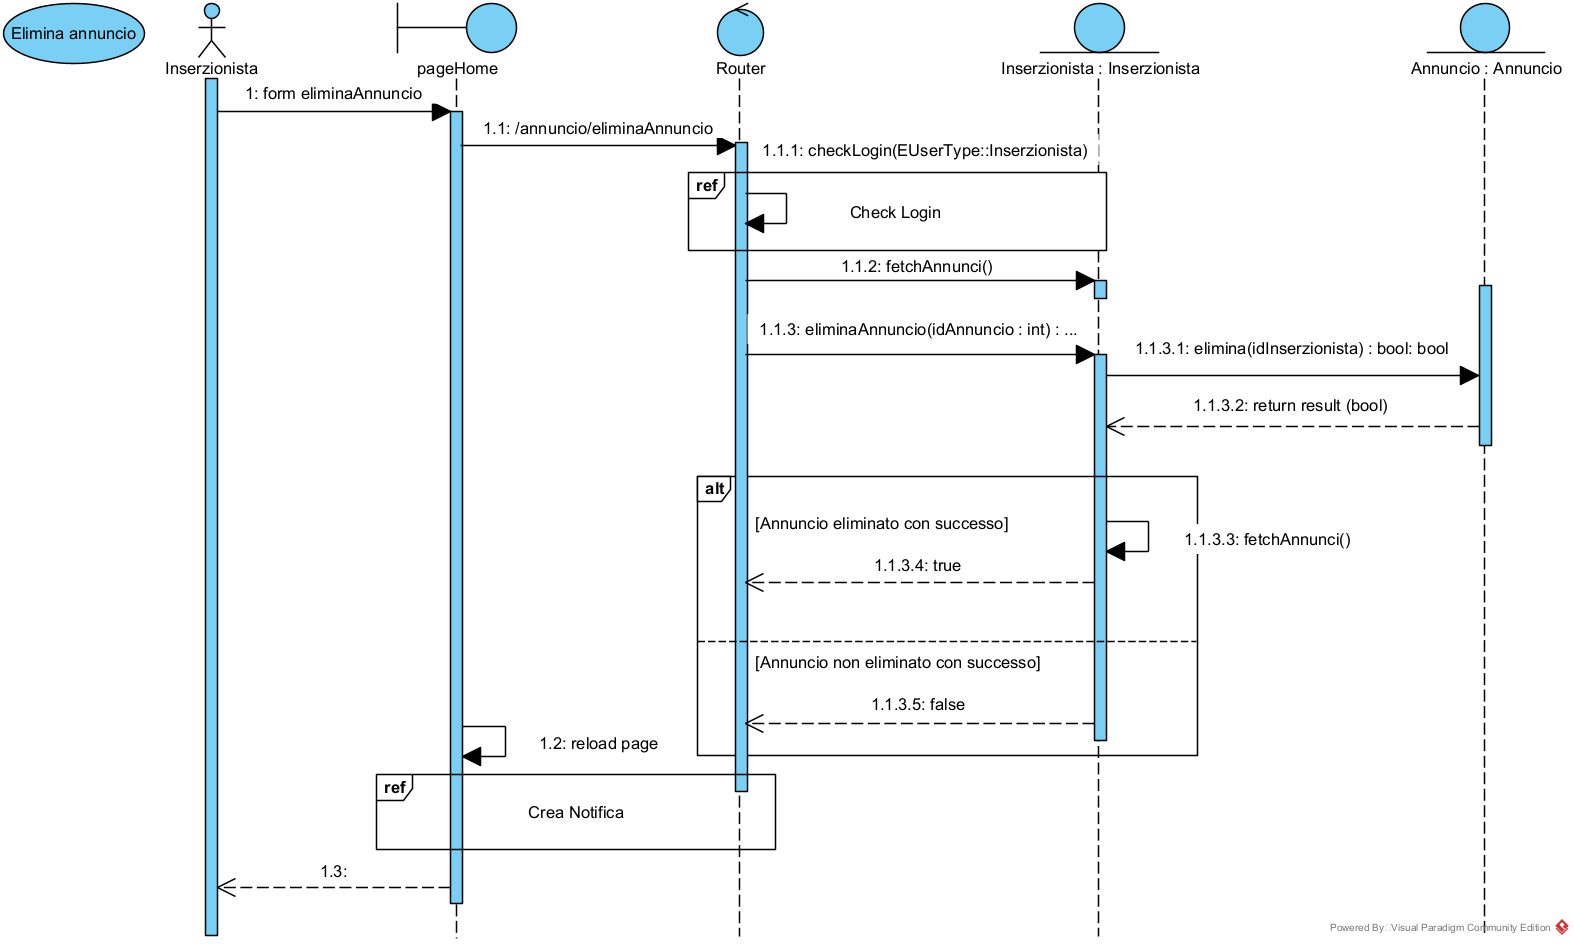 Elimina annuncio
Inserzionista
pageHome
Router
Inserzionista : Inserzionista
Annuncio : Annuncio
1: form eliminaAnnuncio
1.1: /annuncio/eliminaAnnuncio
1.1.1: checkLogin(EUserType::Inserzionista)
ref
Check Login
1.1.2: fetchAnnunci()
1.1.3: eliminaAnnuncio(idAnnuncio : int) : ...
1.1.3.1: elimina(idInserzionista) : bool: bool
1.1.3.2: return result (bool)
alt
[Annuncio eliminato con successo]
1.1.3.3: fetchAnnunci()
1.1.3.4: true
[Annuncio non eliminato con successo]
1.1.3.5: false
1.2: reload page
ref
Crea Notifica
1.3:
Powered By Visual Paradigm Community Edition